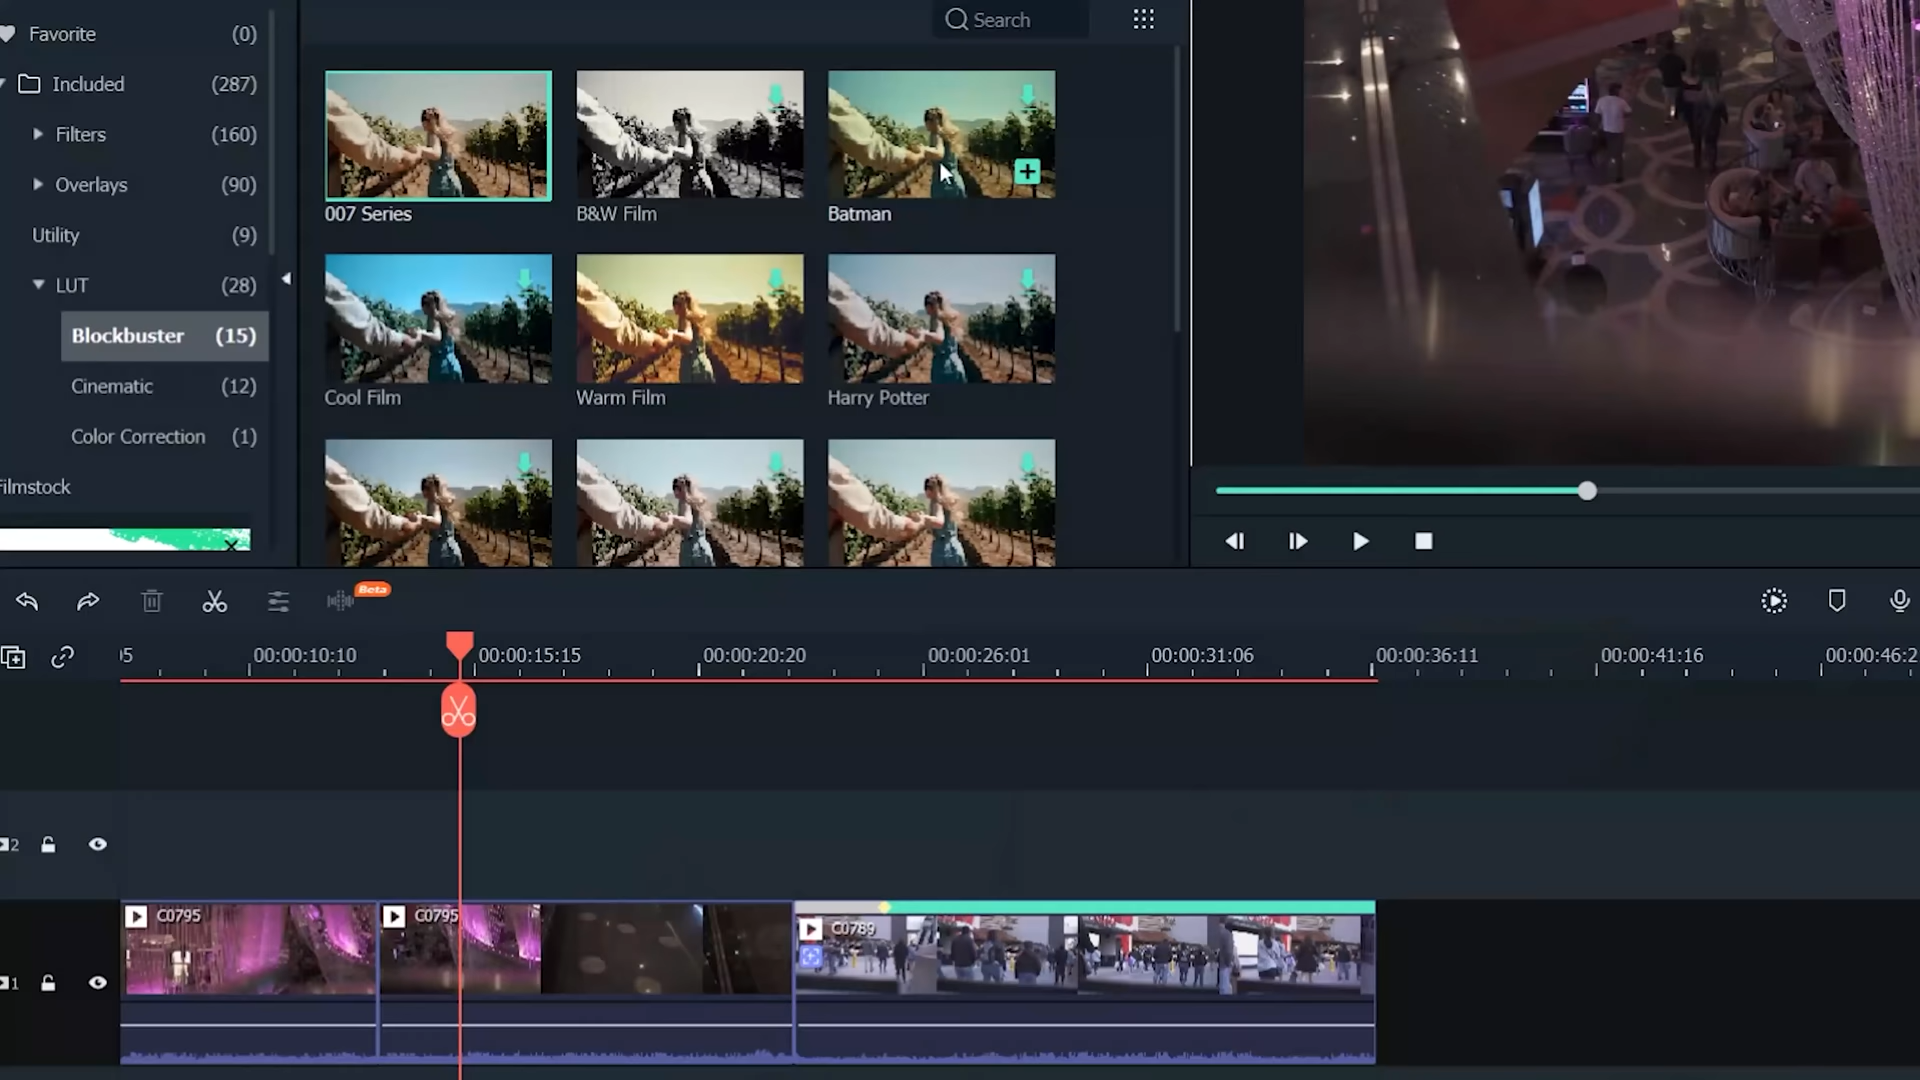 Favorite (0)
Included (287)
Filters (160)
Overlays (90)
Utility (9)
LUT (28)
Blockbuster (15)
Cinematic (12)
Color Correction (1)
ilmstock
Search
007 Series
B&W Film
Batman
Cool Film
Warm Film
Harry Potter
Beta
05 00:00:10:10 00:00:15:15 00:00:20:20 00:00:26:01 00:00:31:06 00:00:36:11 00:00:41:16 00:00:46:2
2
1
C0795
C0795
C0789